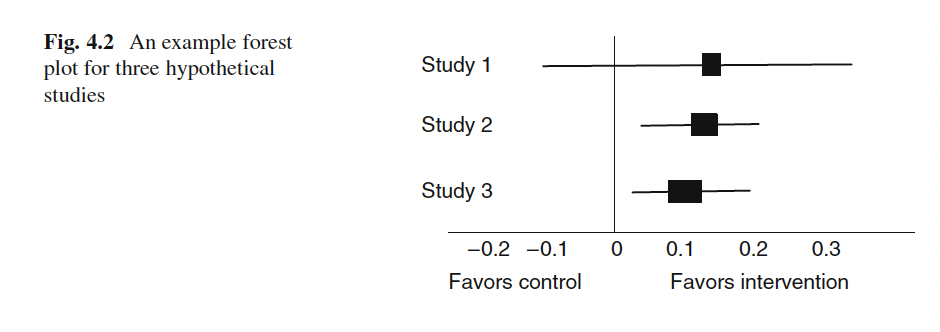 Fig. 4.2 An example forest
plot for three hypothetical
studies
Study 1
Study 2
Study 3
−0.2 −0.1 0 0.1 0.2 0.3
Favors control Favors intervention